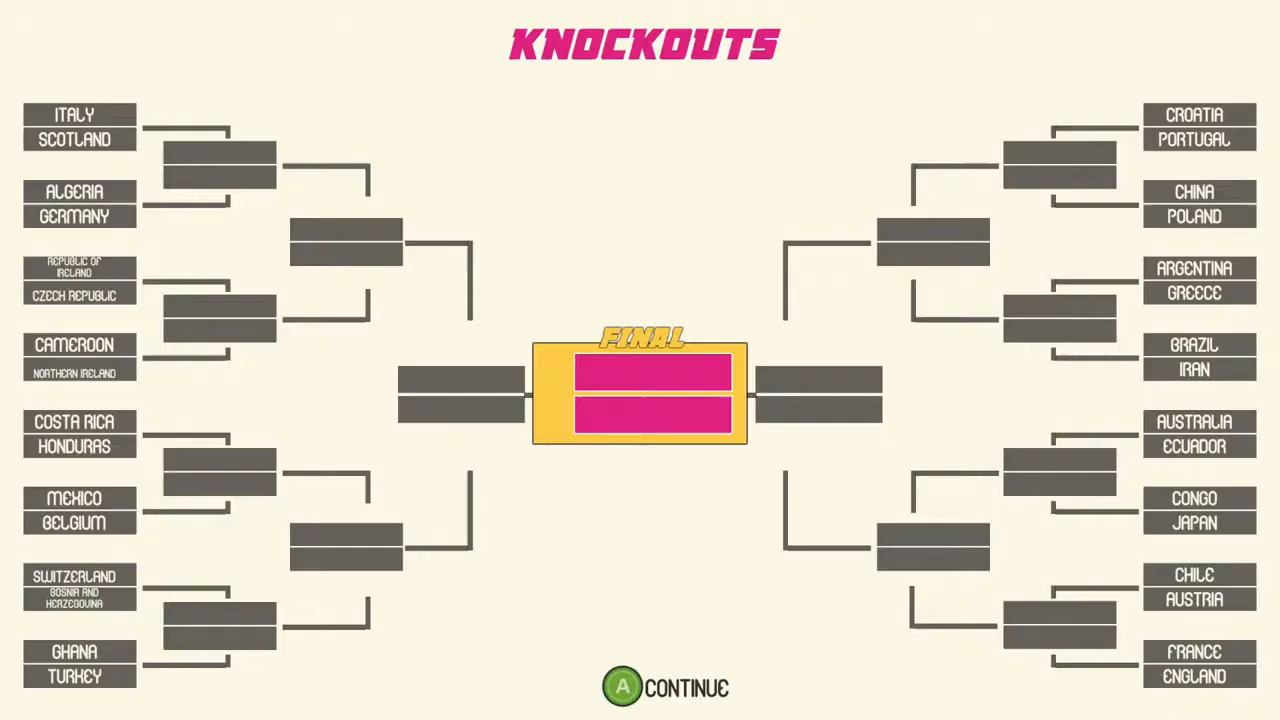 KNOCKOUTS
ITALY
SCOTLAND
ALGERIA
GERMANY
REPUBLIC OF
IRELAND
CZECH REPUBLIC
CAMEROON
NORTHERN IRELAND
COSTA RICA
HONDURAS
MEXICO
BELGIUM
SWITZERLAND
BOSNIA AND
HERZEGOVINA
GHANA
TURKEY
FINAL
CROATIA
PORTUGAL
CHINA
POLAND
ARGENTINA
GREECE
BRAZIL
IRAN
AUSTRALIA
ECUADOR
CONGO
JAPAN
CHILE
AUSTRIA
FRANCE
ENGLAND
A CONTINUE